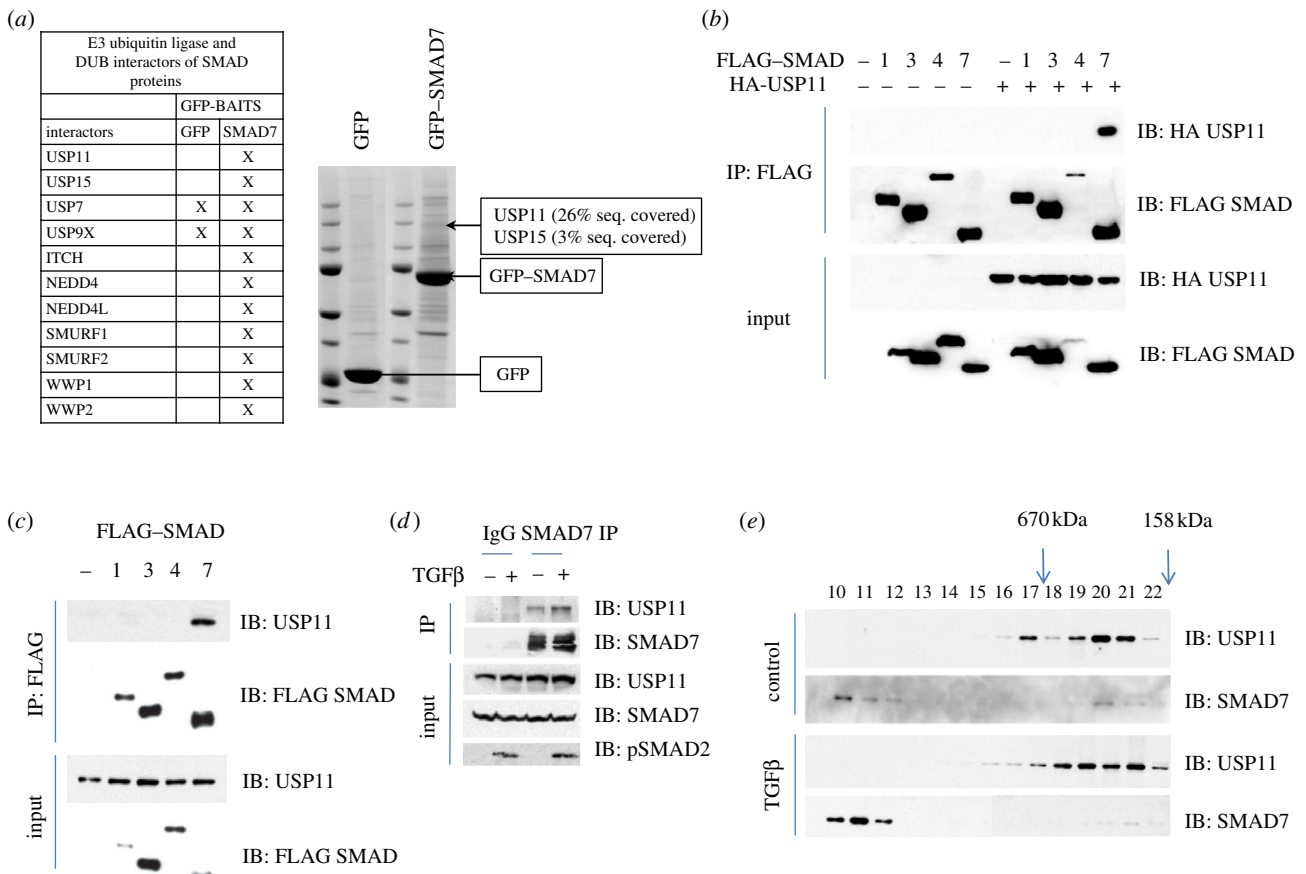 (a)
E3 ubiquitin ligase and
DUB interactors of SMAD
proteins
GFP-BAITS
interactors GFP SMAD7
USP11 X
USP15 X
USP7 X X
USP9X X X
ITCH X
NEDD4 X
NEDD4L X
SMURF1 X
SMURF2 X
WWP1 X
WWP2 X
GFP
GFP–SMAD7
USP11 (26% seq. covered)
USP15 (3% seq. covered)
GFP–SMAD7
GFP
(b)
FLAG–SMAD – 1 3 4 7 – 1 3 4 7
HA-USP11 – – – – – + + + + +
IP: FLAG
IB: HA USP11
IB: FLAG SMAD
input
IB: HA USP11
IB: FLAG SMAD
(c)
FLAG–SMAD
– 1 3 4 7
IP: FLAG
IB: USP11
IB: FLAG SMAD
input
IB: USP11
IB: FLAG SMAD
(d)
IgG SMAD7 IP
TGFβ – + – +
IP
IB: USP11
IB: SMAD7
input
IB: USP11
IB: SMAD7
IB: pSMAD2
(e)
670 kDa 158 kDa
10 11 12 13 14 15 16 17 18 19 20 21 22
control
IB: USP11
IB: SMAD7
TGFβ
IB: USP11
IB: SMAD7